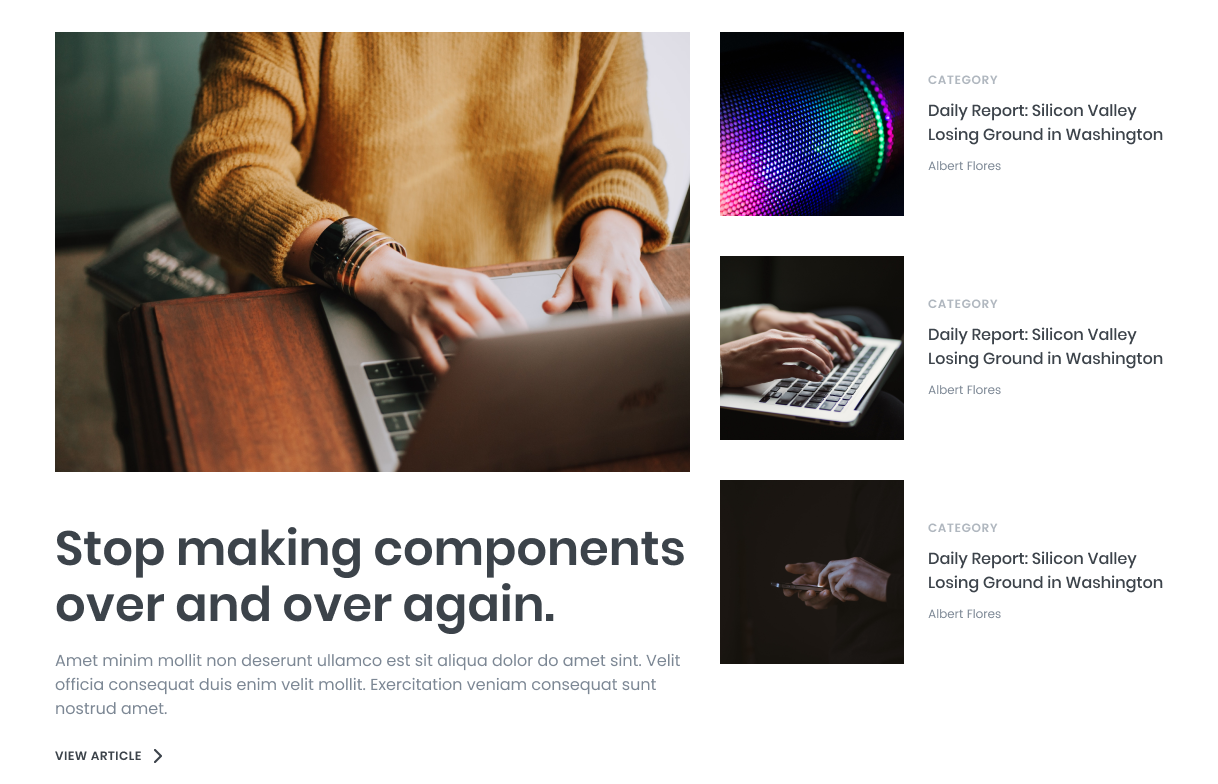 Stop making components
over and over again.
Amet minim mollit non deserunt ullamco est sit aliqua dolor do amet sint. Velit
officia consequat duis enim velit mollit. Exercitation veniam consequat sunt
nostrud amet.
VIEW ARTICLE
CATEGORY
Daily Report: Silicon Valley
Losing Ground in Washington
Albert Flores
CATEGORY
Daily Report: Silicon Valley
Losing Ground in Washington
Albert Flores
CATEGORY
Daily Report: Silicon Valley
Losing Ground in Washington
Albert Flores